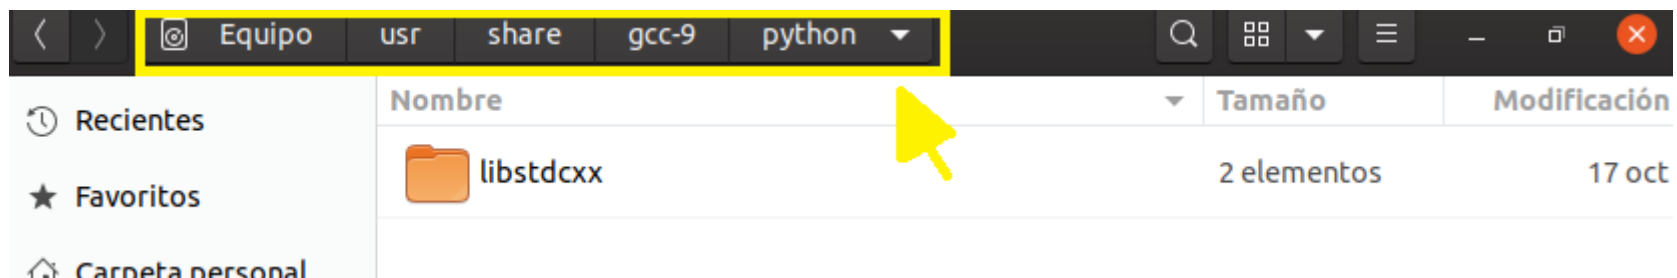 Equipo usr share gcc-9 python
Nombre Tamaño Modificación
Recientes
libstdcxx 2 elementos 17 oct
Favoritos
Carpeta personal